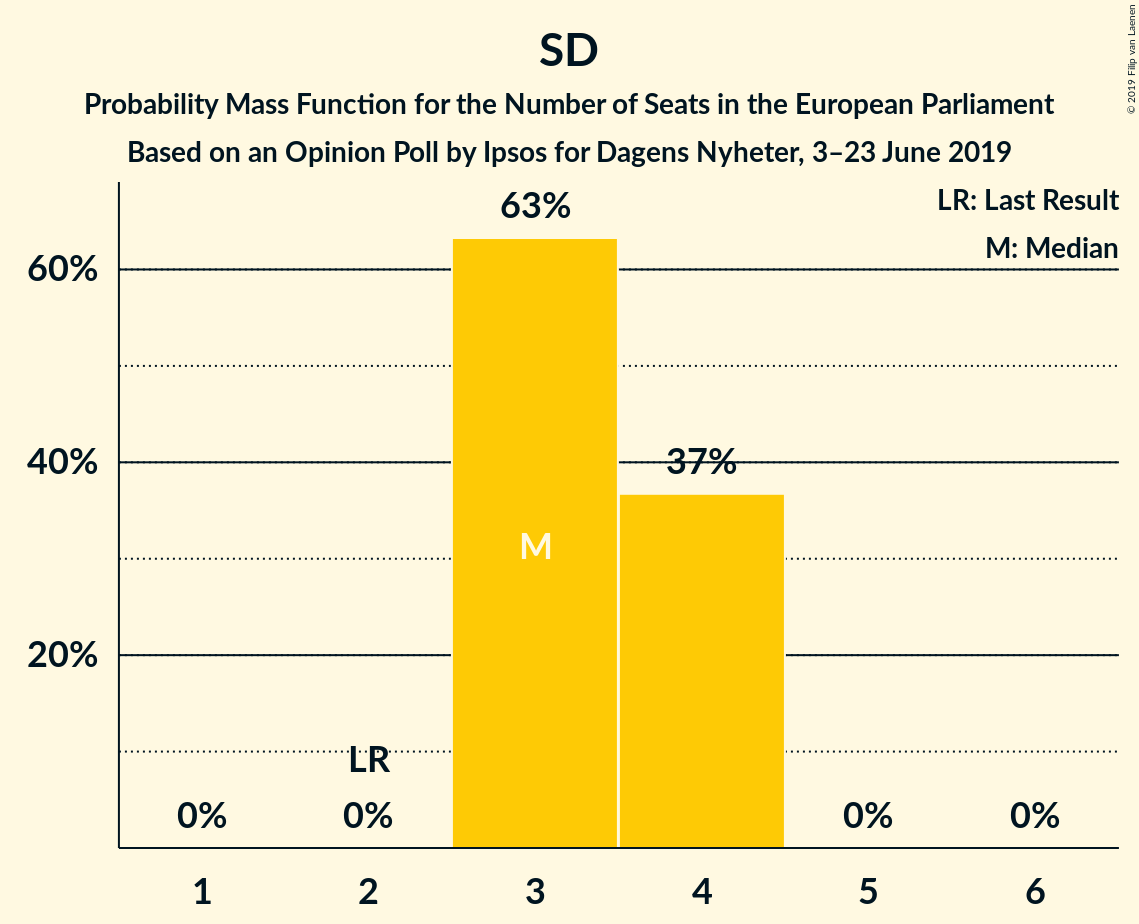 SD
Probability Mass Function for the Number of Seats in the European Parliament
Based on an Opinion Poll by Ipsos for Dagens Nyheter, 3–23 June 2019
© 2019 Filip van Laenen
LR: Last Result
M: Median
63%
60%
40%
37%
M
20%
LR
0%
0%
0%
0%
1
2
3
4
5
6